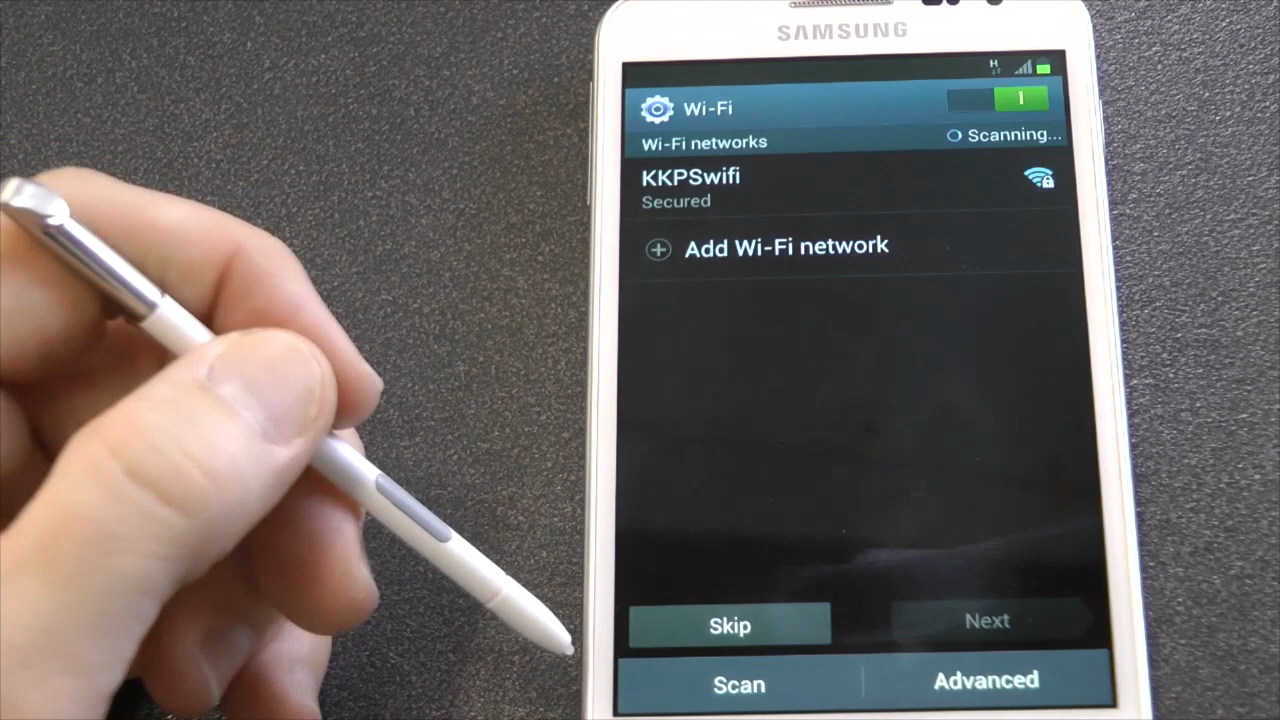 SAMSUNG
H
Wi-Fi
Wi-Fi networks
Scanning...
KKPSwifi
Secured
Add Wi-Fi network
Skip
Next
Scan
Advanced